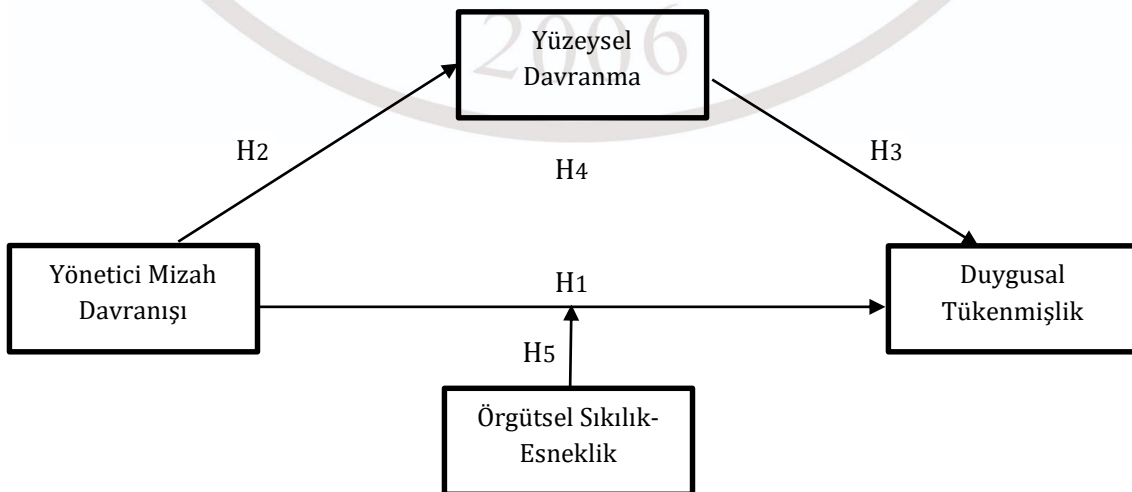 2006
Yüzeysel
Davranma
H2
H3
H4
Yönetici Mizah
Davranışı
H1
Duygusal
Tükenmişlik
H5
Örgütsel Sıkılık-
Esneklik